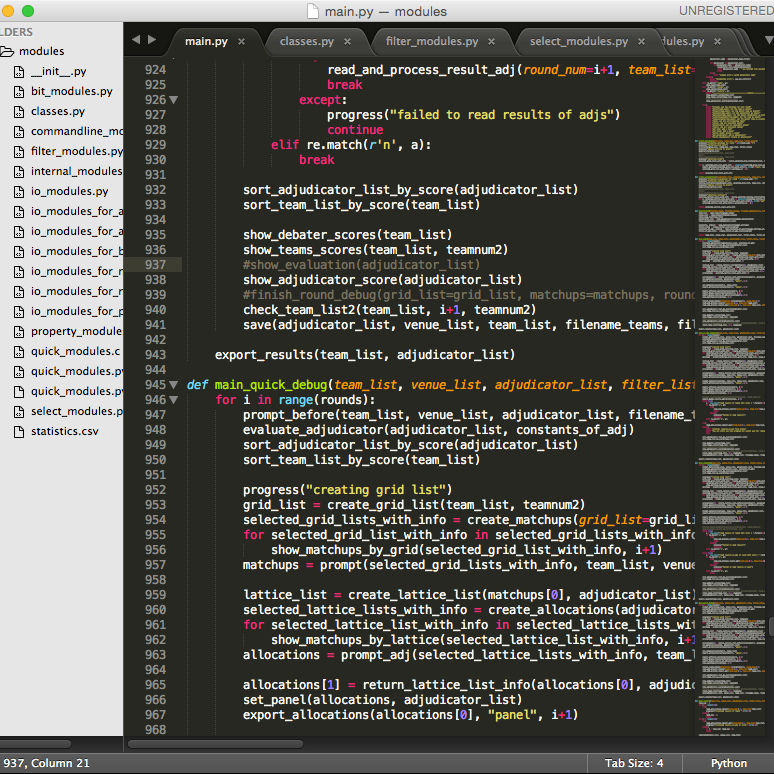 main.py — modules
UNREGISTERED
LDERS
modules
__init__.py
bit_modules.py
classes.py
commandline_mo
filter_modules.py
internal_modules
io_modules.py
io_modules_for_a
io_modules_for_a
io_modules_for_b
io_modules_for_r
io_modules_for_r
io_modules_for_p
property_module
quick_modules.c
quick_modules.py
quick_modules.py
select_modules.p
statistics.csv
main.py × classes.py × filter_modules.py × select_modules.py × dules.py ×
924 read_and_process_result_adj(round_num=i+1, team_list=
925 break
926 except:
927 progress("failed to read results of adjs")
928 continue
929 elif re.match(r'n', a):
930 break
931
932 sort_adjudicator_list_by_score(adjudicator_list)
933 sort_team_list_by_score(team_list)
934
935 show_debater_scores(team_list)
936 show_teams_scores(team_list, teamnum2)
937 #show_evaluation(adjudicator_list)
938 show_adjudicator_score(adjudicator_list)
939 #finish_round_debug(grid_list=grid_list, matchups=matchups, roun
940 check_team_list2(team_list, i+1, teamnum2)
941 save(adjudicator_list, venue_list, team_list, filename_teams, fil
942
943 export_results(team_list, adjudicator_list)
944
945 def main_quick_debug(team_list, venue_list, adjudicator_list, filter_list
946 for i in range(rounds):
947 prompt_before(team_list, venue_list, adjudicator_list, filename_t
948 evaluate_adjudicator(adjudicator_list, constants_of_adj)
949 sort_adjudicator_list_by_score(adjudicator_list)
950 sort_team_list_by_score(team_list)
951
952 progress("creating grid list")
953 grid_list = create_grid_list(team_list, teamnum2)
954 selected_grid_lists_with_info = create_matchups(grid_list=grid_li
955 for selected_grid_list_with_info in selected_grid_lists_with_info
956 show_matchups_by_grid(selected_grid_list_with_info, i+1)
957 matchups = prompt(selected_grid_lists_with_info, team_list, venue
958
959 lattice_list = create_lattice_list(matchups[0], adjudicator_list)
960 selected_lattice_lists_with_info = create_allocations(adjudicator
961 for selected_lattice_list_with_info in selected_lattice_lists_wit
962 show_matchups_by_lattice(selected_lattice_list_with_info, i+1
963 allocations = prompt_adj(selected_lattice_lists_with_info, team_l
964
965 allocations[1] = return_lattice_list_info(allocations[0], adjudic
966 set_panel(allocations, adjudicator_list)
967 export_allocations(allocations[0], "panel", i+1)
968
937, Column 21
Tab Size: 4
Python